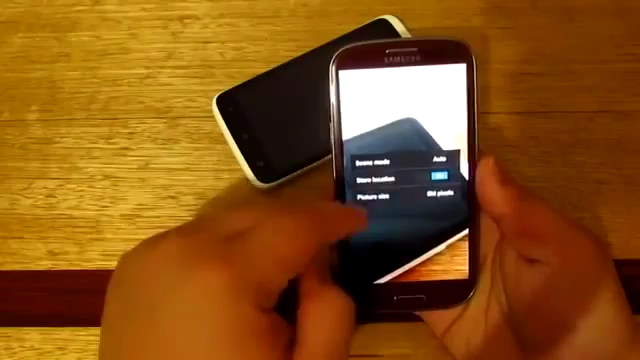 SAMSUNG
Scene mode Auto
Store location
Picture size 8M pixels